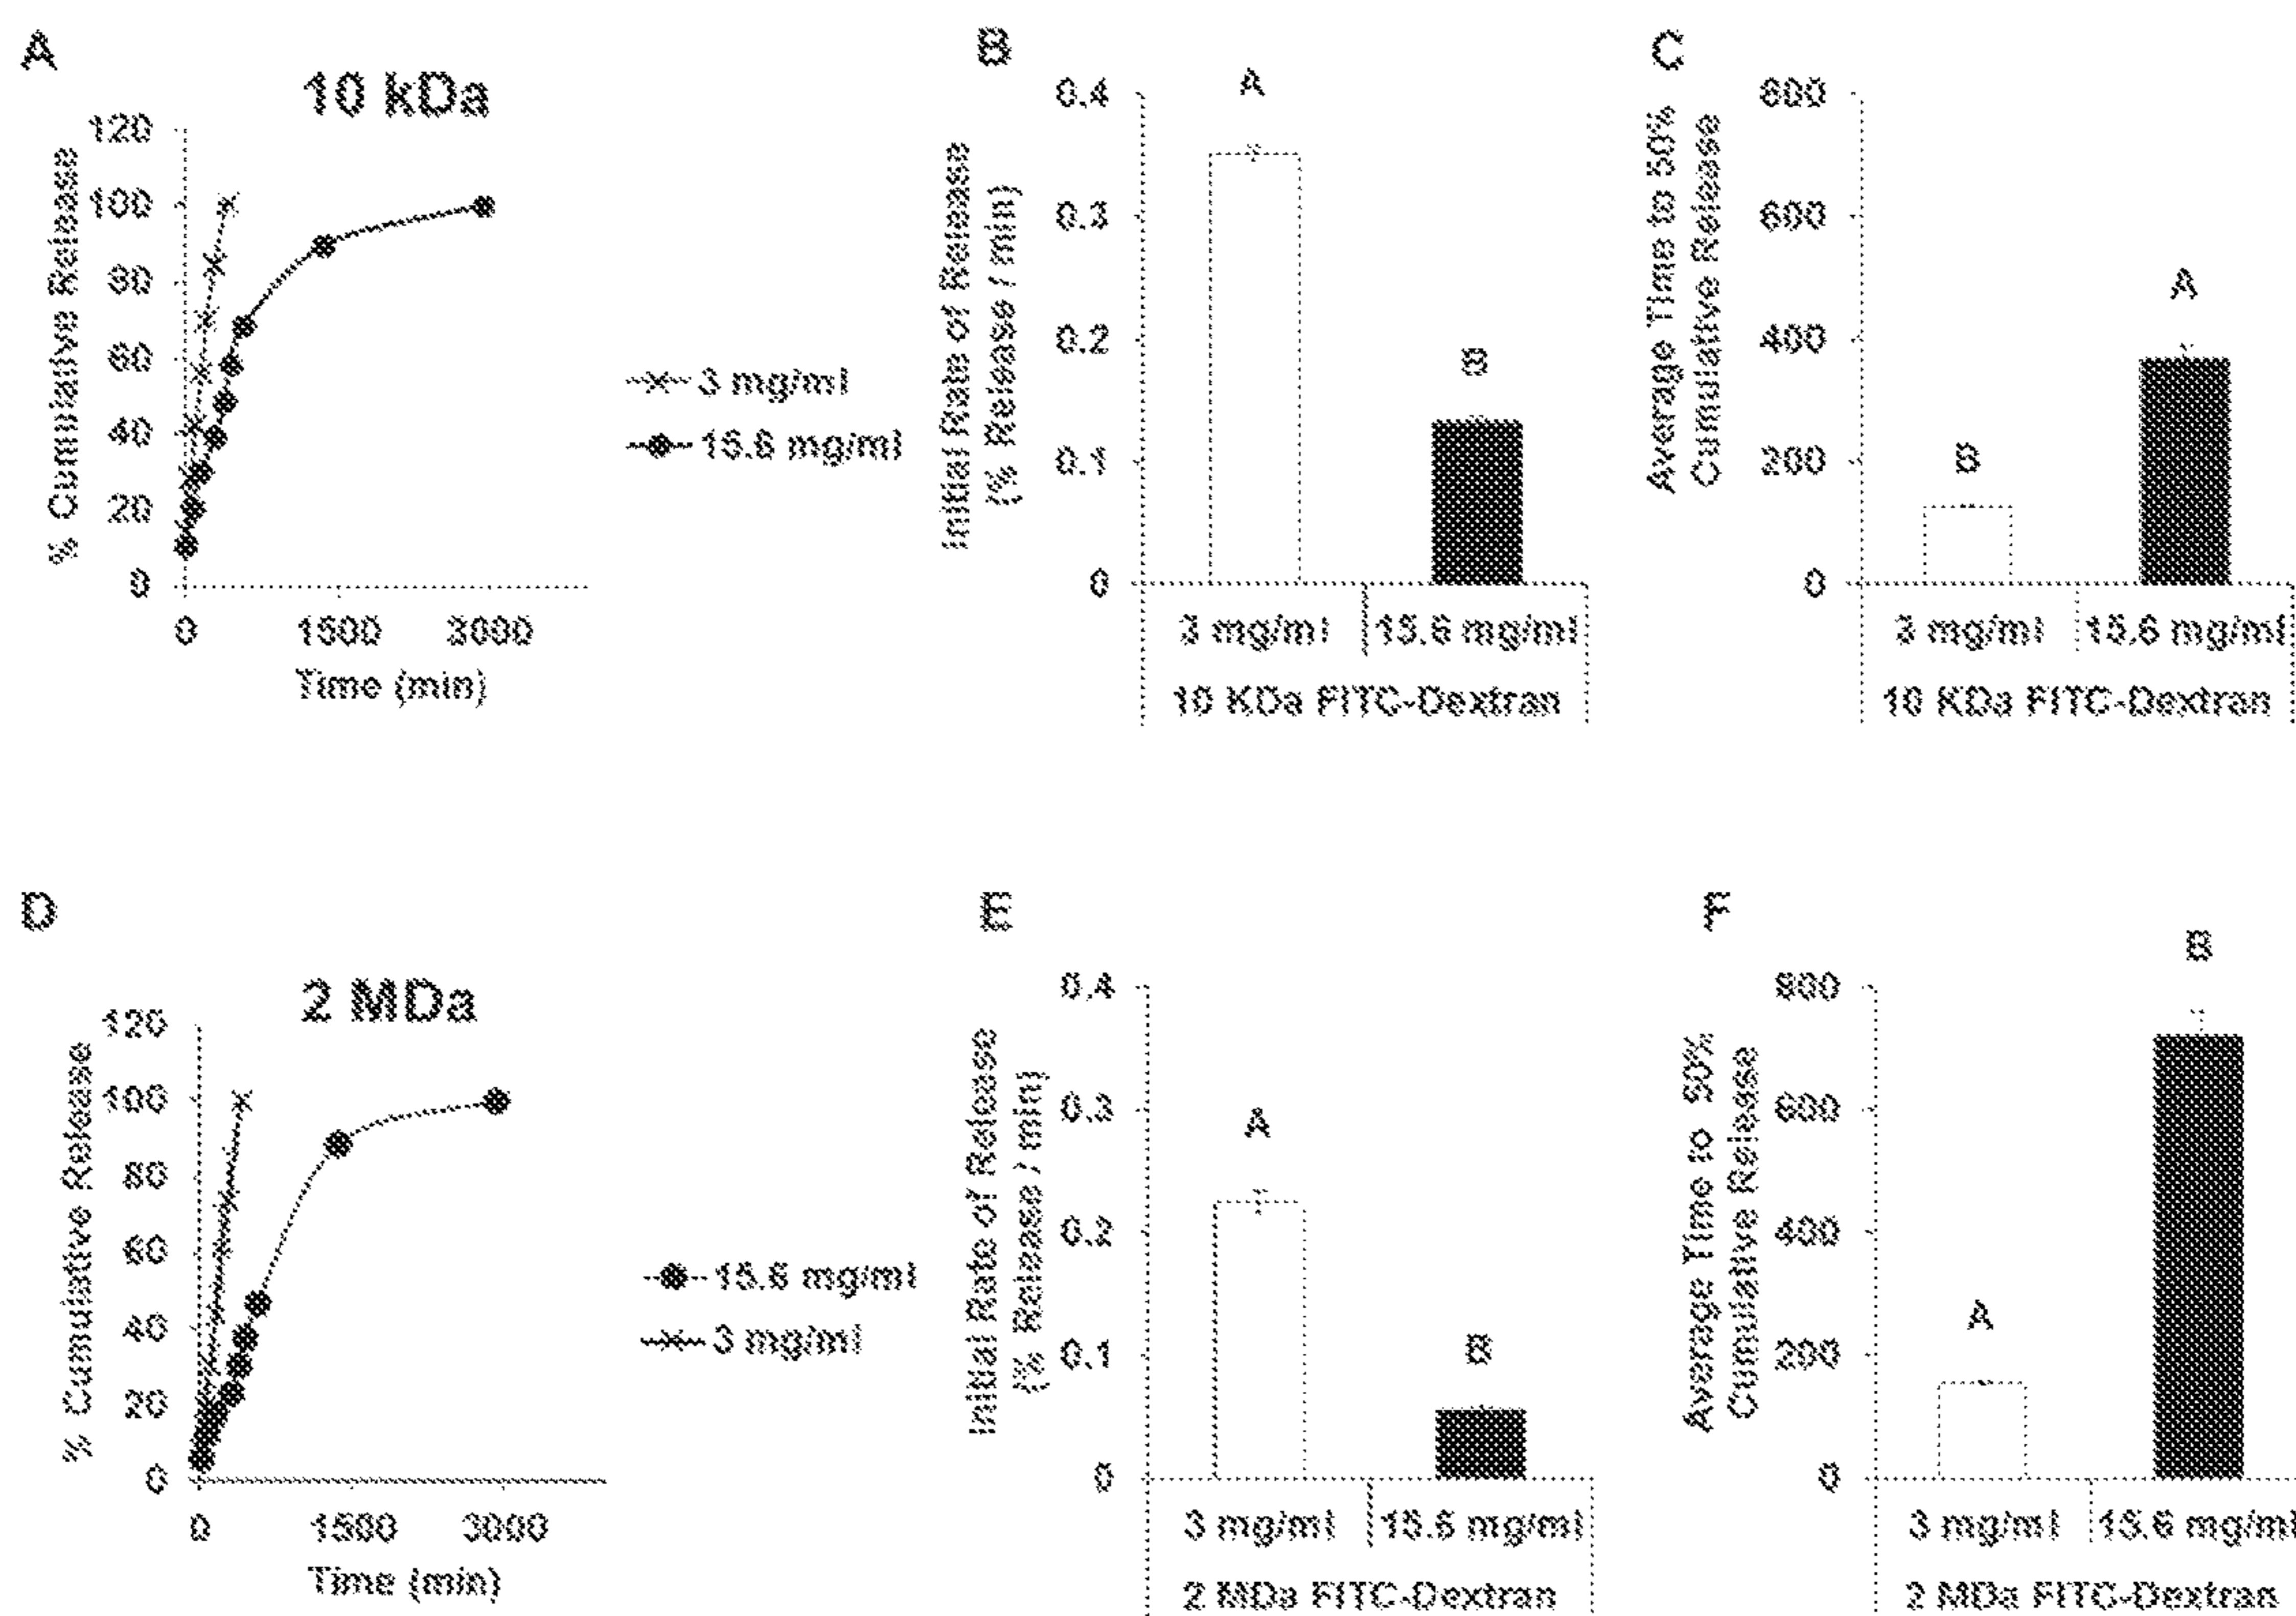 A
10 kDa
120
100
80
60
40
20
0
0 1500 3000
% Cumulative Release
Time (min)
3 mg/ml
15.6 mg/ml
B
0.4
0.3
0.2
0.1
0
Initial Rate of Release
(% Release / min)
A
B
3 mg/ml 15.6 mg/ml
10 KDa FITC-Dextran
C
800
600
400
200
0
Average Time to 50%
Cumulative Release
B
A
3 mg/ml 15.6 mg/ml
10 KDa FITC-Dextran
D
2 MDa
120
100
80
60
40
20
0
0 1500 3000
% Cumulative Release
Time (min)
15.6 mg/ml
3 mg/ml
E
0.4
0.3
0.2
0.1
0
Initial Rate of Release
(% Release / min)
A
B
3 mg/ml 15.6 mg/ml
2 MDa FITC-Dextran
F
800
600
400
200
0
Average Time to 50%
Cumulative Release
A
B
3 mg/ml 15.6 mg/ml
2 MDa FITC-Dextran